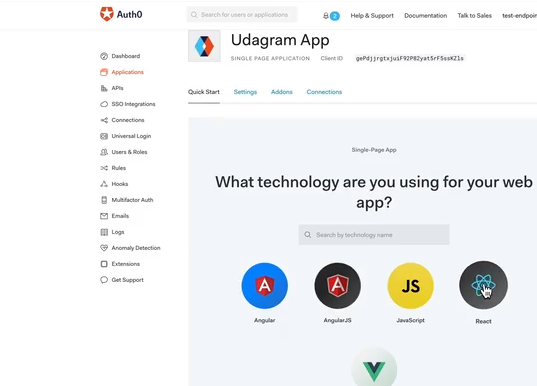 Auth0
Search for users or applications
2
Help & Support
Documentation
Talk to Sales
test-endpoin
Udagram App
SINGLE PAGE APPLICATION
Client ID
Dashboard
Applications
APIs
SSO Integrations
Connections
Universal Login
Users & Roles
Rules
Hooks
Multifactor Auth
Emails
Logs
Anomaly Detection
Extensions
Get Support
Quick Start
Settings
Addons
Connections
Single-Page App
What technology are you using for your web
app?
Search by technology name
JS
Angular
AngularJS
JavaScript
React